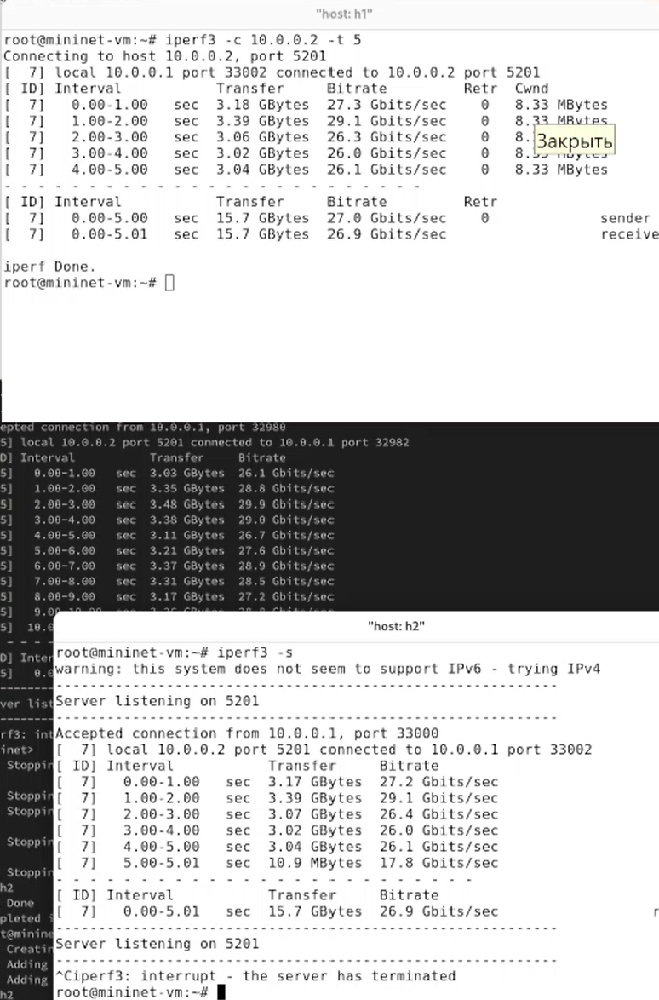 "host: h1"
root@mininet-vm:~# iperf3 -c 10.0.0.2 -t 5
Connecting to host 10.0.0.2, port 5201
[  7] local 10.0.0.1 port 33002 connected to 10.0.0.2 port 5201
[ ID] Interval           Transfer     Bitrate         Retr  Cwnd
[  7]   0.00-1.00   sec  3.18 GBytes  27.3 Gbits/sec    0   8.33 MBytes
[  7]   1.00-2.00   sec  3.39 GBytes  29.1 Gbits/sec    0   8.33 MBytes
[  7]   2.00-3.00   sec  3.06 GBytes  26.3 Gbits/sec    0   8.
Закрыть
[  7]   3.00-4.00   sec  3.02 GBytes  26.0 Gbits/sec    0   8.33 MBytes
[  7]   4.00-5.00   sec  3.04 GBytes  26.1 Gbits/sec    0   8.33 MBytes
- - - - - - - - - - - - - - - - - - - - - - - - -
[ ID] Interval           Transfer     Bitrate         Retr
[  7]   0.00-5.00   sec  15.7 GBytes  27.0 Gbits/sec    0             sender
[  7]   0.00-5.01   sec  15.7 GBytes  26.9 Gbits/sec                  receive
iperf Done.
root@mininet-vm:~#
epted connection from 10.0.0.1, port 32980
5] local 10.0.0.2 port 5201 connected to 10.0.0.1 port 32982
D] Interval           Transfer     Bitrate
5]   0.00-1.00   sec  3.03 GBytes  26.1 Gbits/sec
5]   1.00-2.00   sec  3.35 GBytes  28.8 Gbits/sec
5]   2.00-3.00   sec  3.48 GBytes  29.9 Gbits/sec
5]   3.00-4.00   sec  3.38 GBytes  29.0 Gbits/sec
5]   4.00-5.00   sec  3.11 GBytes  26.7 Gbits/sec
5]   5.00-6.00   sec  3.21 GBytes  27.6 Gbits/sec
5]   6.00-7.00   sec  3.37 GBytes  28.9 Gbits/sec
5]   7.00-8.00   sec  3.31 GBytes  28.5 Gbits/sec
5]   8.00-9.00   sec  3.17 GBytes  27.2 Gbits/sec
5]   9.00-10.00
5]  10.0
- - -
D] Inter
5]   0.0
ver list
rf3: int
inet>
Stoppin
Stoppin
Stoppin
Stoppin
Stoppin
h2
Done
pleted i
t@minine
Creatin
Adding
Adding
h2
"host: h2"
root@mininet-vm:~# iperf3 -s
warning: this system does not seem to support IPv6 - trying IPv4
-----------------------------------------------------------
Server listening on 5201
-----------------------------------------------------------
Accepted connection from 10.0.0.1, port 33000
[  7] local 10.0.0.2 port 5201 connected to 10.0.0.1 port 33002
[ ID] Interval           Transfer     Bitrate
[  7]   0.00-1.00   sec  3.17 GBytes  27.2 Gbits/sec
[  7]   1.00-2.00   sec  3.39 GBytes  29.1 Gbits/sec
[  7]   2.00-3.00   sec  3.07 GBytes  26.4 Gbits/sec
[  7]   3.00-4.00   sec  3.02 GBytes  26.0 Gbits/sec
[  7]   4.00-5.00   sec  3.04 GBytes  26.1 Gbits/sec
[  7]   5.00-5.01   sec  10.9 MBytes  17.8 Gbits/sec
- - - - - - - - - - - - - - - - - - - - - - - - -
[ ID] Interval           Transfer     Bitrate
[  7]   0.00-5.01   sec  15.7 GBytes  26.9 Gbits/sec                  r
-----------------------------------------------------------
Server listening on 5201
-----------------------------------------------------------
^Ciperf3: interrupt - the server has terminated
root@mininet-vm:~#